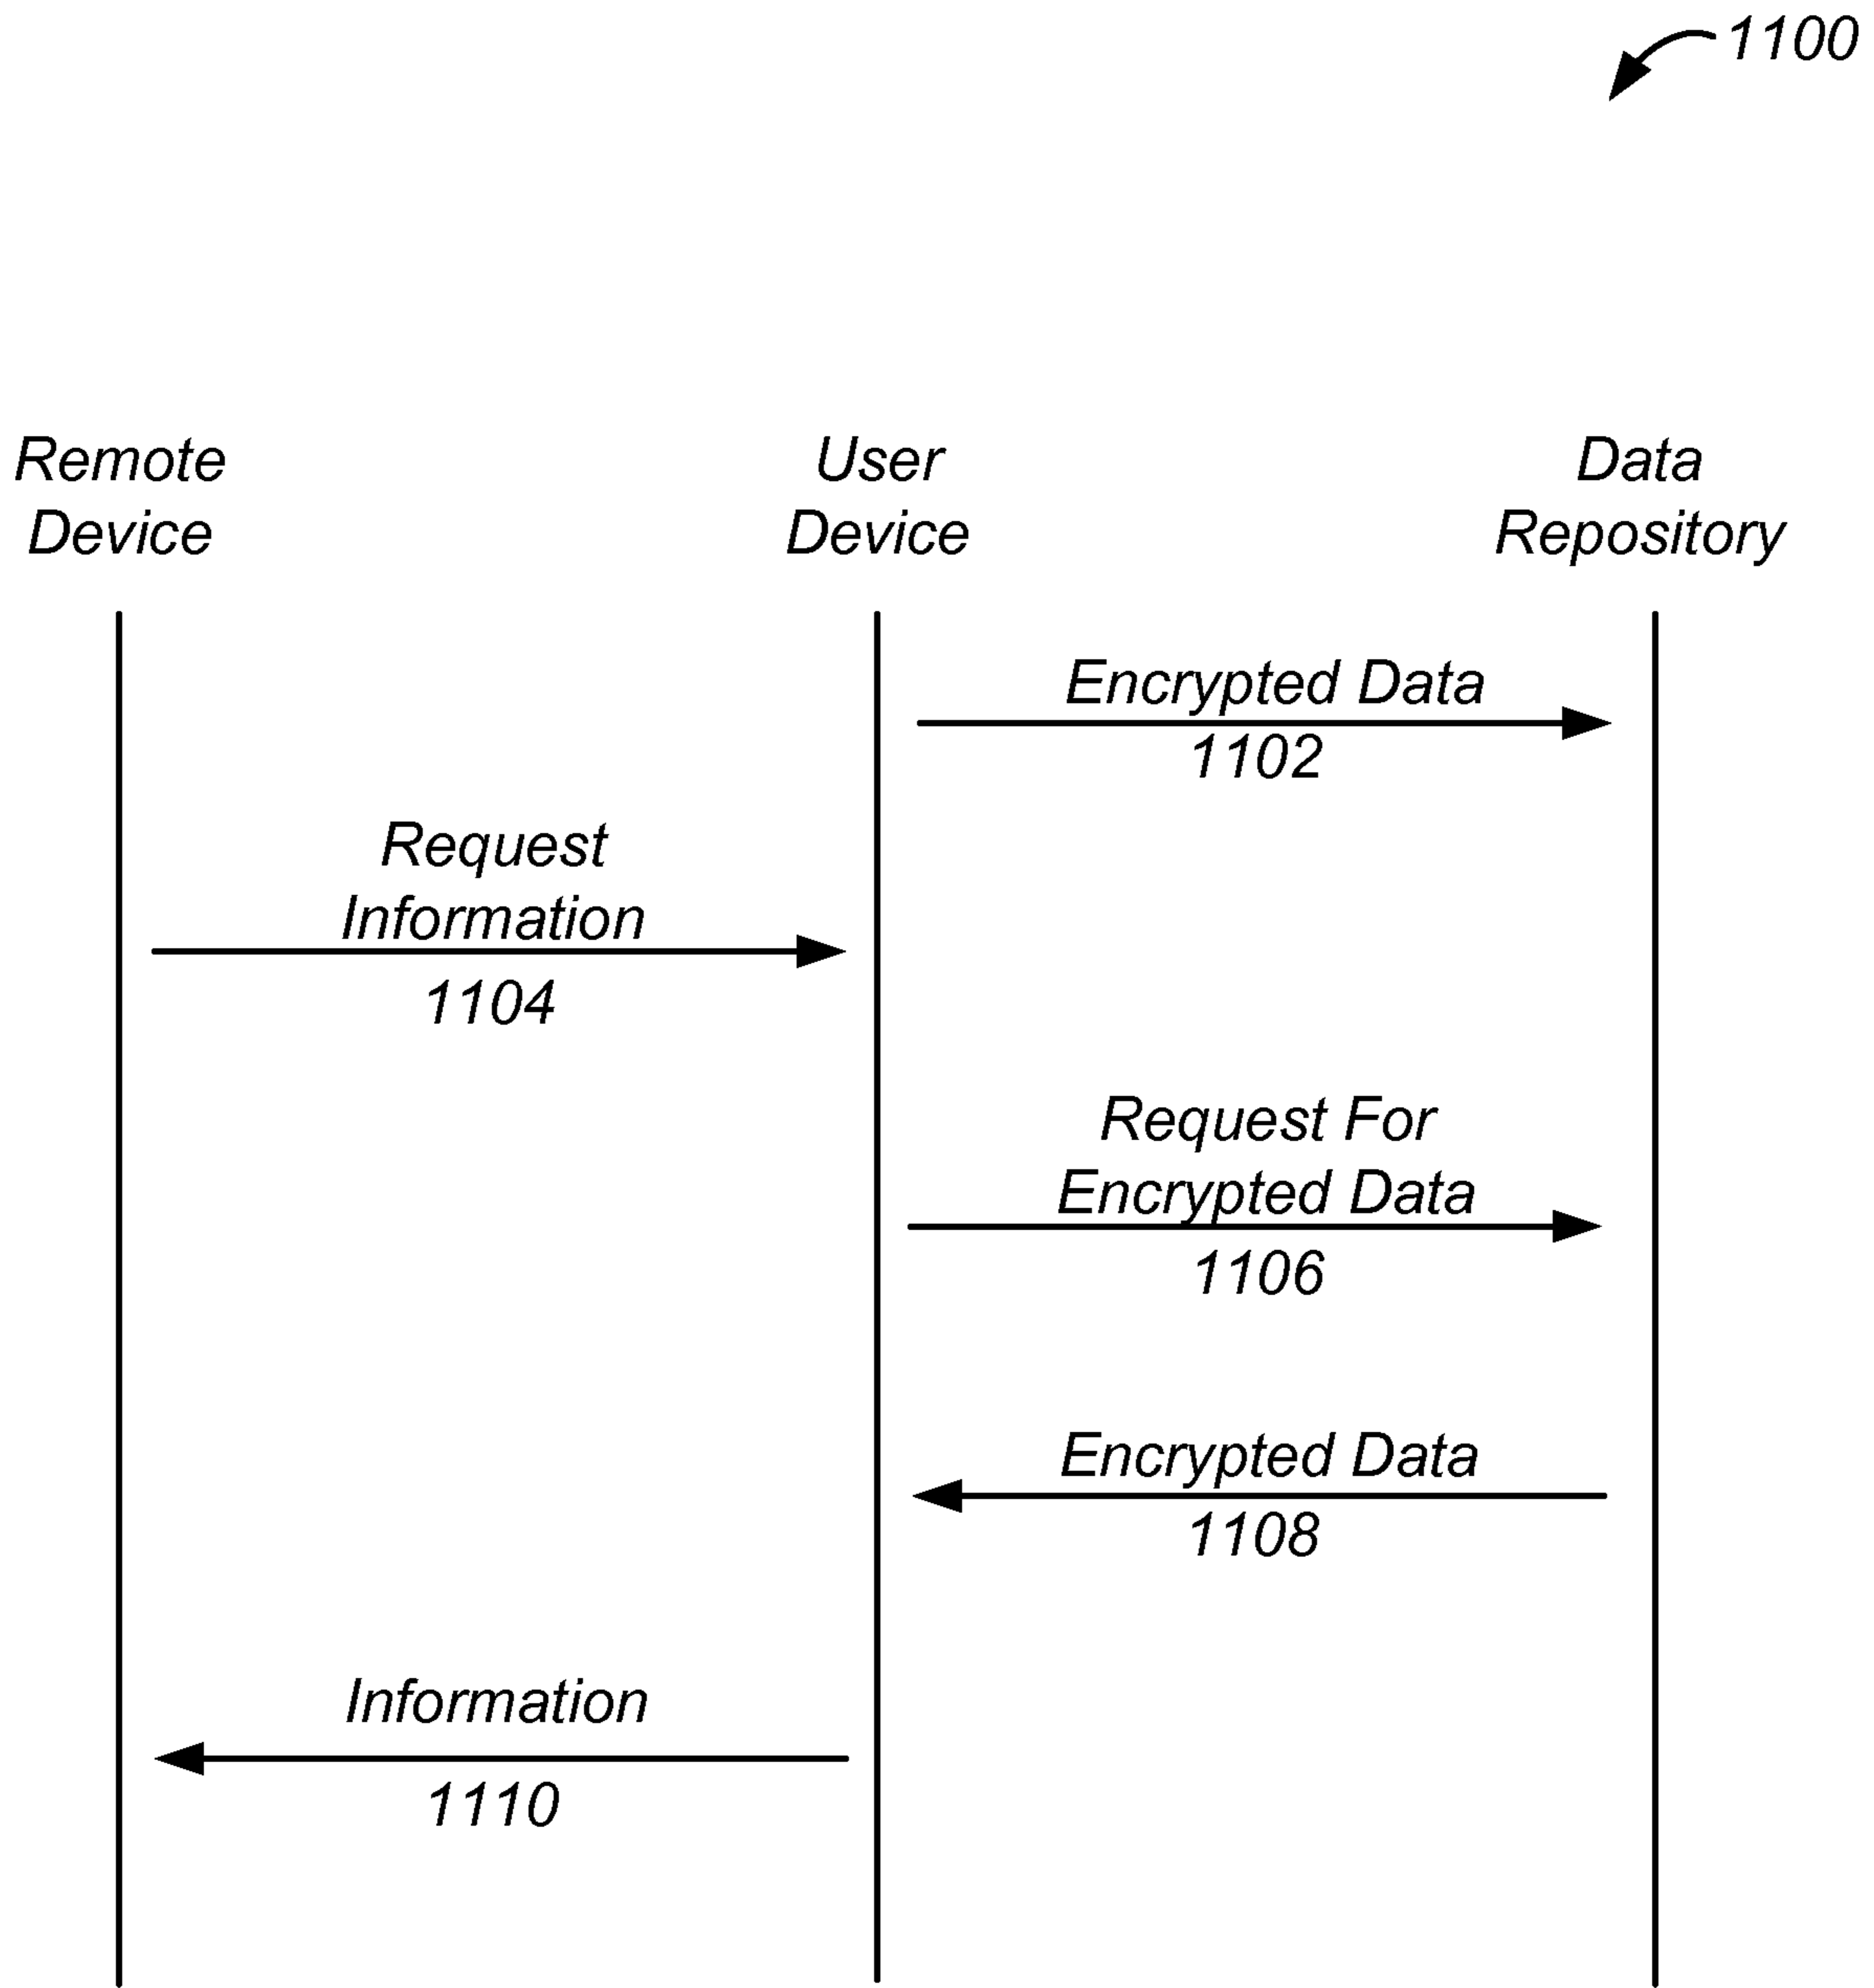 1100
Remote
Device
User
Device
Data
Repository
Encrypted Data
1102
Request
Information
1104
Request For
Encrypted Data
1106
Encrypted Data
1108
Information
1110